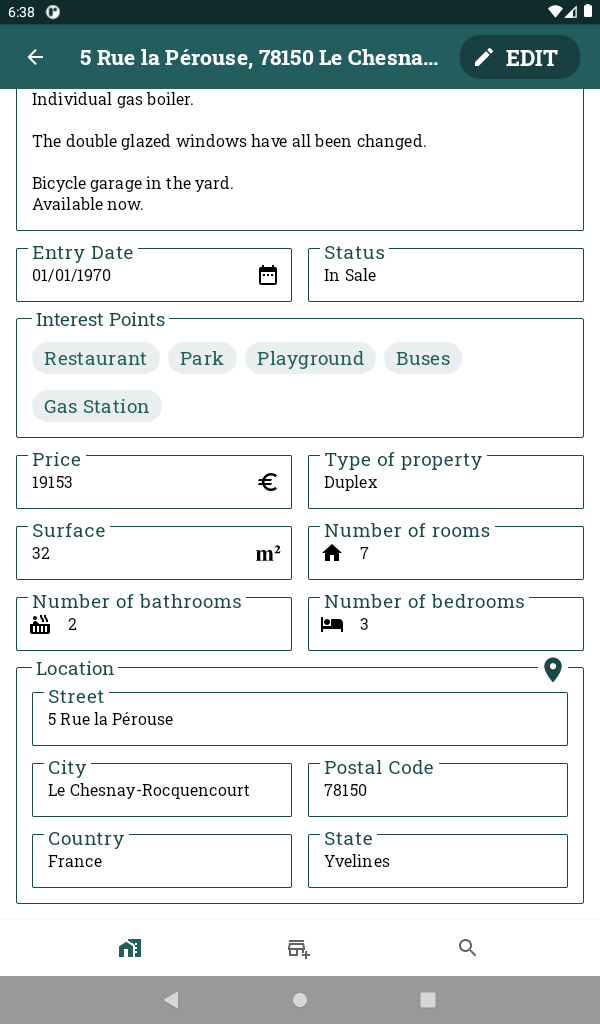 6:38
5 Rue la Pérouse, 78150 Le Chesna...
EDIT
Individual gas boiler.
The double glazed windows have all been changed.
Bicycle garage in the yard.
Available now.
Entry Date
01/01/1970
Status
In Sale
Interest Points
Restaurant Park Playground Buses
Gas Station
Price
19153 €
Type of property
Duplex
Surface
32 m²
Number of rooms
7
Number of bathrooms
2
Number of bedrooms
3
Location
Street
5 Rue la Pérouse
City
Le Chesnay-Rocquencourt
Postal Code
78150
Country
France
State
Yvelines